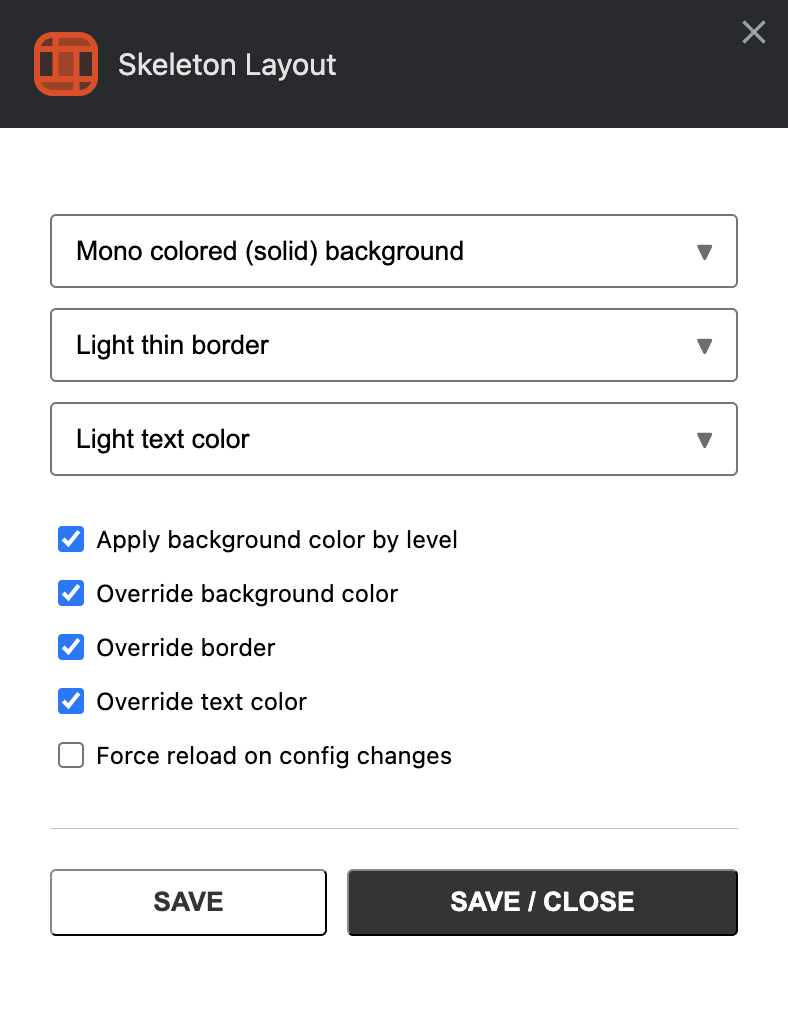 Skeleton Layout
Mono colored (solid) background
Light thin border
Light text color
Apply background color by level
Override background color
Override border
Override text color
Force reload on config changes
SAVE
SAVE / CLOSE